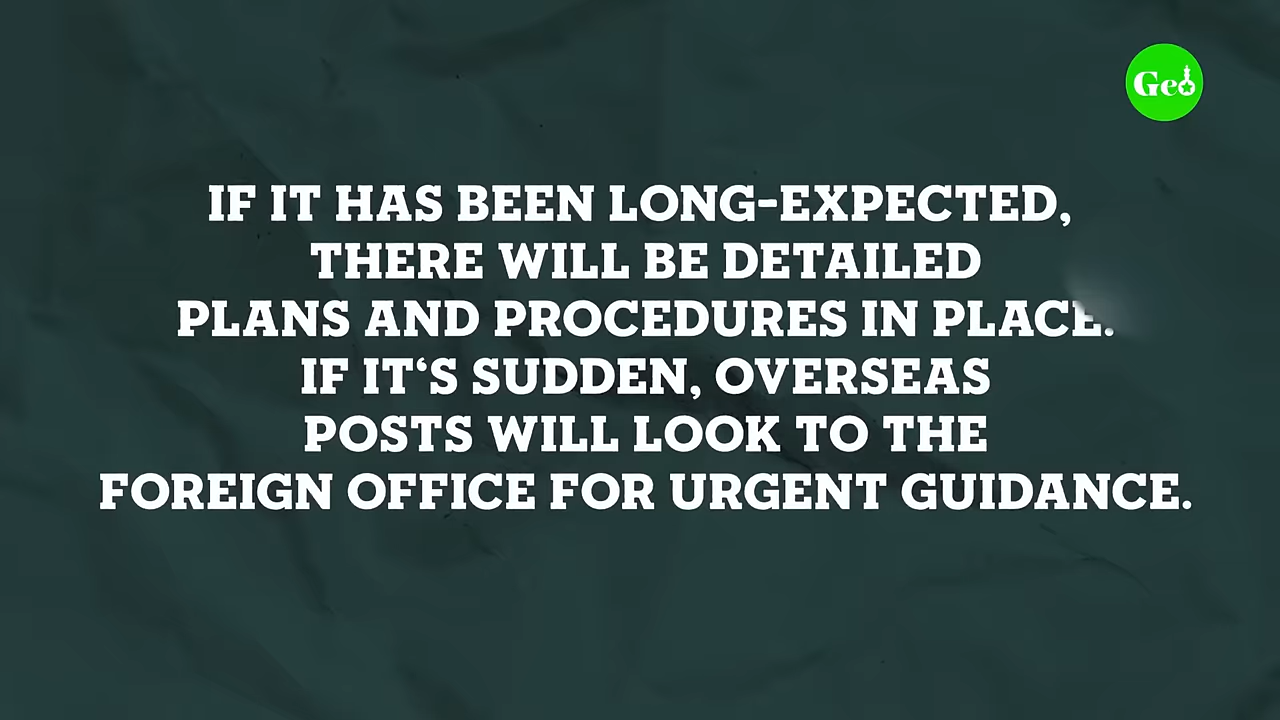 Geo
IF IT HAS BEEN LONG-EXPECTED,
THERE WILL BE DETAILED
PLANS AND PROCEDURES IN PLACE.
IF IT‘S SUDDEN, OVERSEAS
POSTS WILL LOOK TO THE
FOREIGN OFFICE FOR URGENT GUIDANCE.